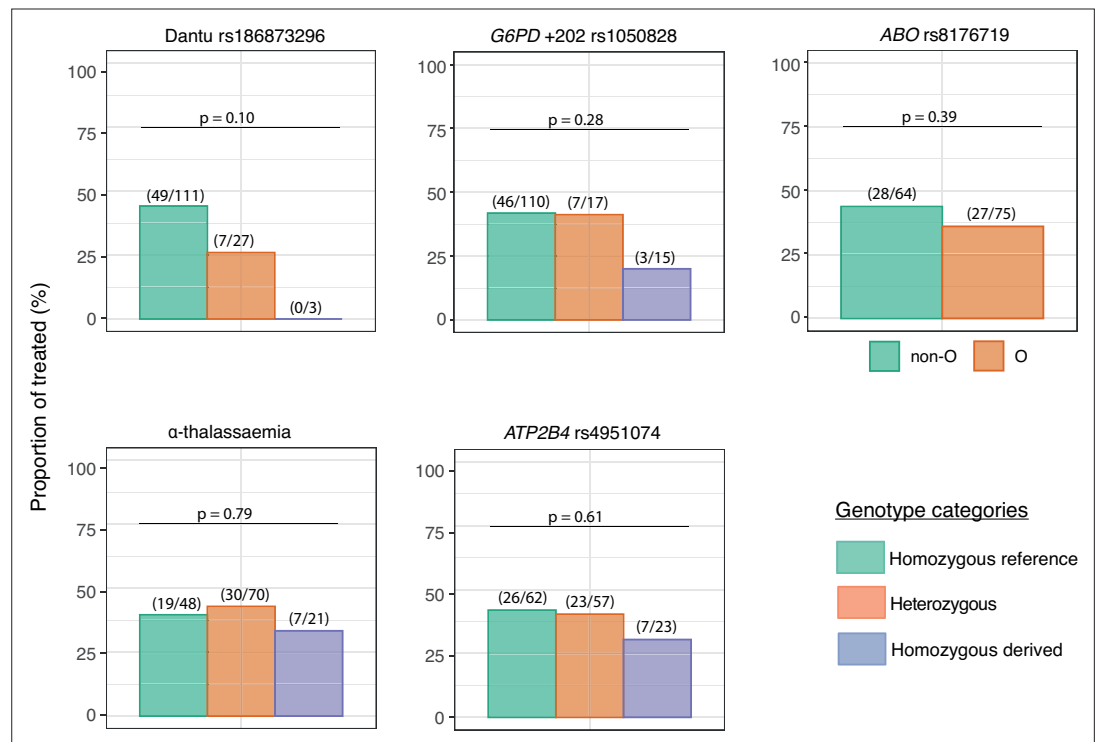 Proportion of treated (%)
Dantu rs186873296
100
75
50
25
0
p = 0.10
(49/111)
(7/27)
(0/3)
G6PD +202 rs1050828
100
75
50
25
0
p = 0.28
(46/110)
(7/17)
(3/15)
ABO rs8176719
100
75
50
25
0
p = 0.39
(28/64)
(27/75)
non-O O
α-thalassaemia
100
75
50
25
0
p = 0.79
(19/48)
(30/70)
(7/21)
ATP2B4 rs4951074
100
75
50
25
0
p = 0.61
(26/62)
(23/57)
(7/23)
Genotype categories
Homozygous reference
Heterozygous
Homozygous derived